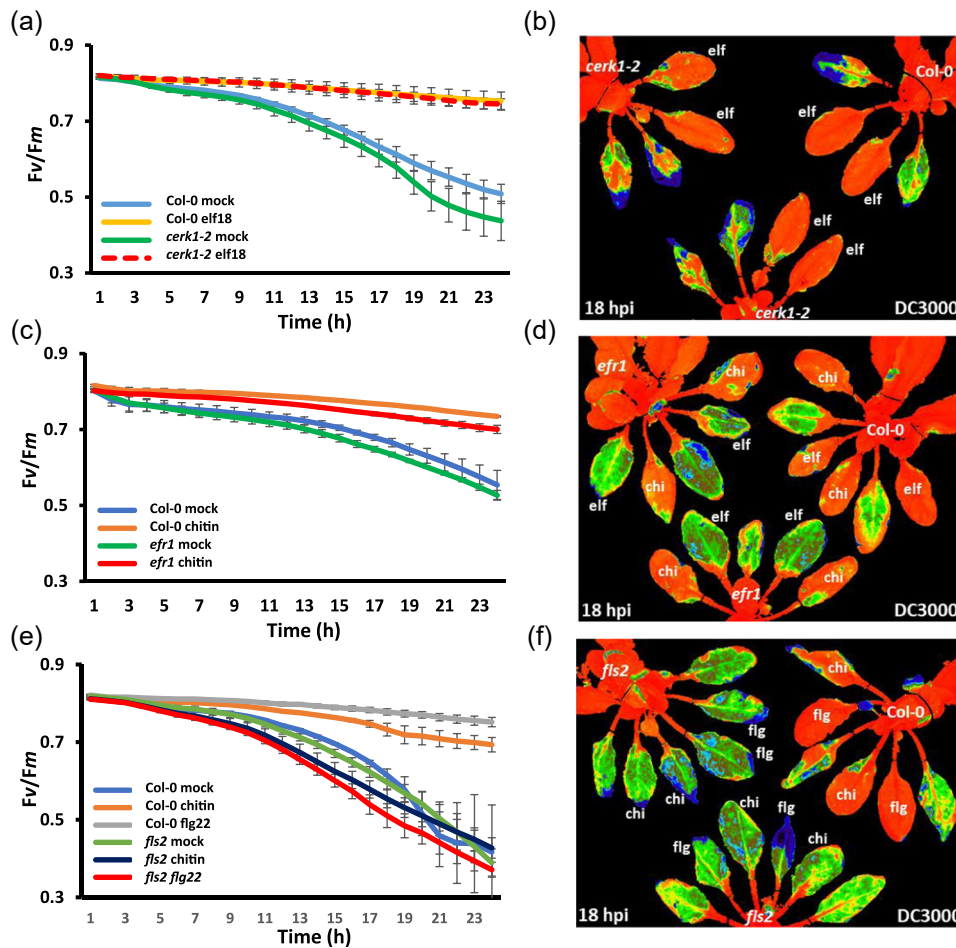 (a)
Fv/Fm
0.9
0.7
0.5
0.3
Col-0 mock
Col-0 elf18
cerk1-2 mock
cerk1-2 elf18
1 3 5 7 9 11 13 15 17 19 21 23
Time (h)
(b)
cerk1-2
elf
Col-0
elf
elf
elf
elf
elf
18 hpi
cerk1-2
DC3000
(c)
Fv/Fm
0.9
0.7
0.5
0.3
Col-0 mock
Col-0 chitin
efr1 mock
efr1 chitin
1 3 5 7 9 11 13 15 17 19 21 23
Time (h)
(d)
efr1
chi
chi
elf
Col-0
elf
elf
chi
chi
elf
elf
elf
chi
chi
efr1
18 hpi
DC3000
(e)
Fv/Fm
0.9
0.7
0.5
0.3
Col-0 mock
Col-0 chitin
Col-0 flg22
fls2 mock
fls2 chitin
fls2 flg22
1 3 5 7 9 11 13 15 17 19 21 23
Time (h)
(f)
fls2
chi
Col-0
flg
flg
flg
chi
chi
chi
flg
chi
flg
flg
chi
18 hpi
fls2
DC3000